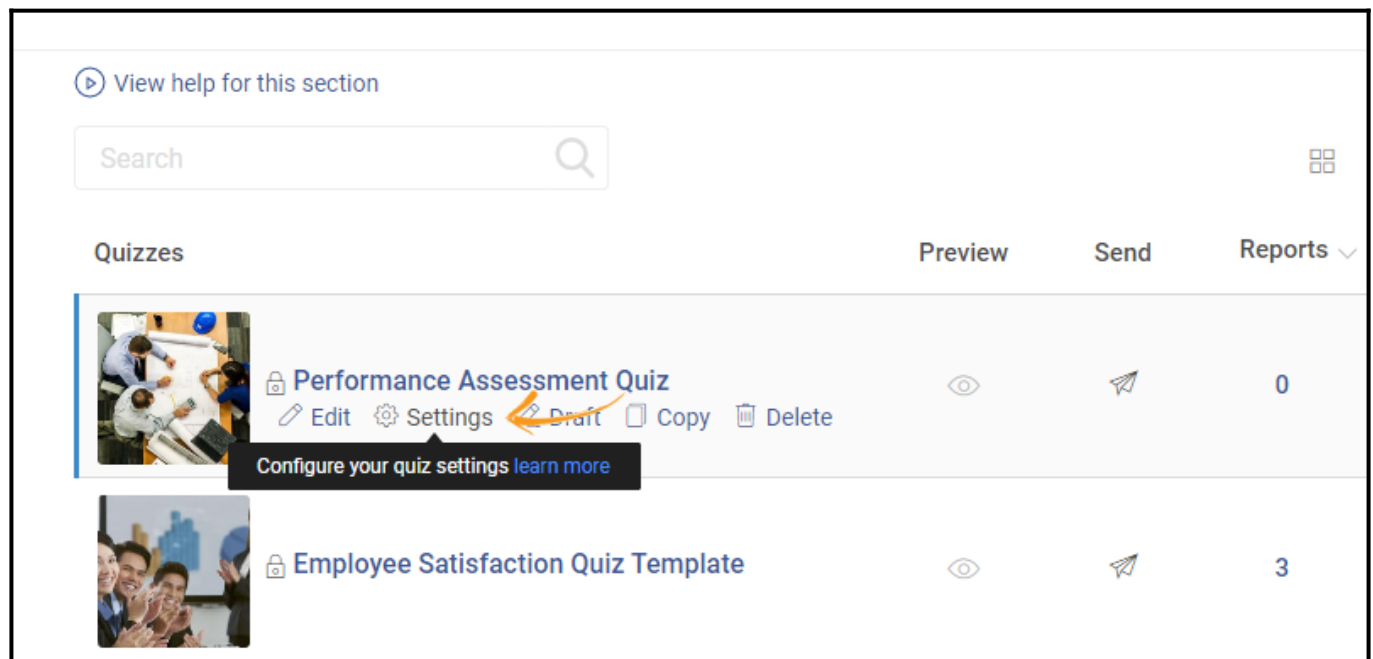 View help for this section
Search
Quizzes Preview Send Reports
Performance Assessment Quiz 0
Edit Settings Draft Copy Delete
Configure your quiz settings learn more
Employee Satisfaction Quiz Template 3